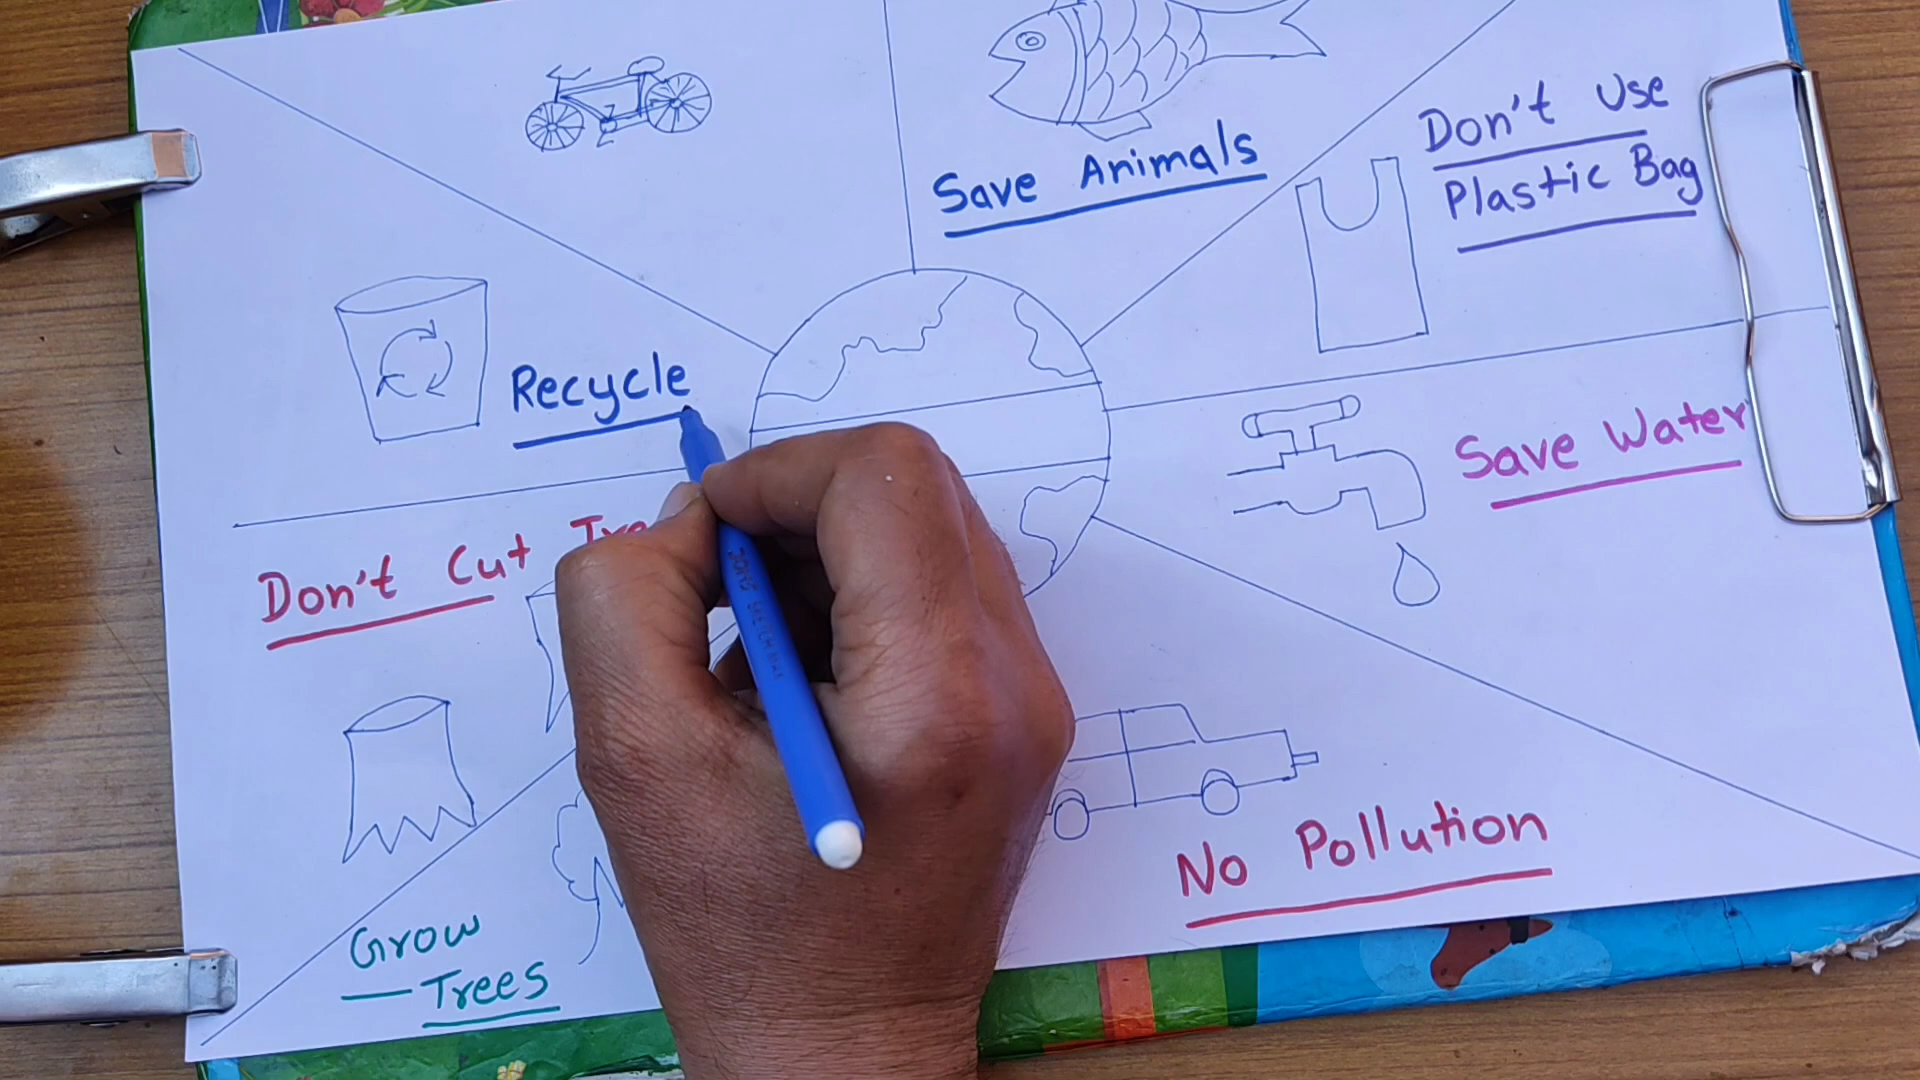 Save Animals
Don't Use
Plastic Bag
Recycle
Save Water
Don't Cut
No Pollution
Grow
Trees